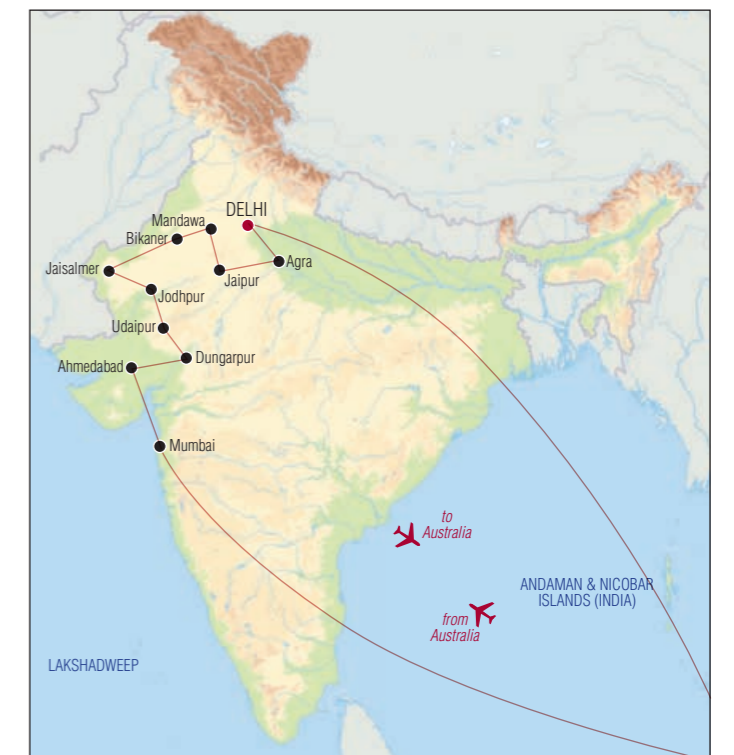 DELHI
Mandawa
Bikaner
Jaisalmer
Agra
Jaipur
Jodhpur
Udaipur
Dungarpur
Ahmedabad
Mumbai
to
Australia
ANDAMAN & NICOBAR
ISLANDS (INDIA)
from
Australia
LAKSHADWEEP